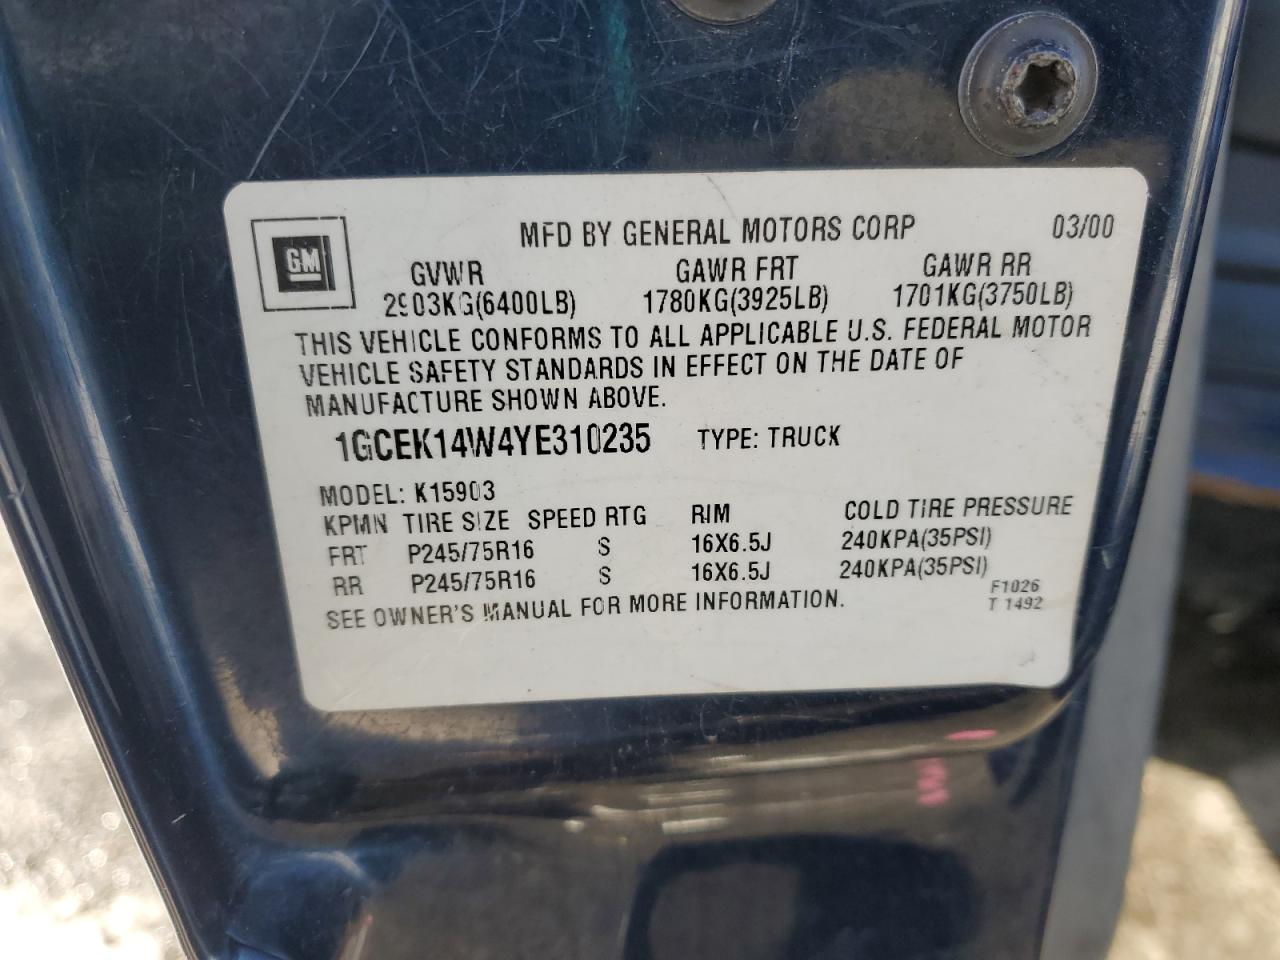 MFD BY GENERAL MOTORS CORP 03/00
GM
GVWR GAWR FRT GAWR RR
2903KG(6400LB) 1780KG(3925LB) 1701KG(3750LB)
THIS VEHICLE CONFORMS TO ALL APPLICABLE U.S. FEDERAL MOTOR
VEHICLE SAFETY STANDARDS IN EFFECT ON THE DATE OF
MANUFACTURE SHOWN ABOVE.
1GCEK14W4YE310235 TYPE: TRUCK
MODEL: K15903
KPMN TIRE SIZE SPEED RTG RIM COLD TIRE PRESSURE
FRT P245/75R16 S 16X6.5J 240KPA(35PSI)
RR P245/75R16 S 16X6.5J 240KPA(35PSI)
SEE OWNER'S MANUAL FOR MORE INFORMATION.
F1026
T 1492